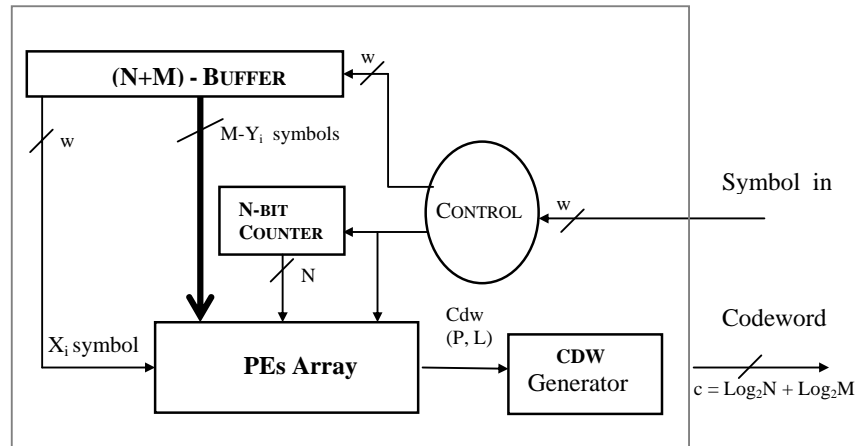 (N+M) - BUFFER
w
w
M-Yᵢ symbols
Symbol in
N-BIT
COUNTER
CONTROL
w
N
Cdw
(P, L)
Codeword
Xᵢ symbol
PEs Array
CDW
Generator
c = Log₂N + Log₂M